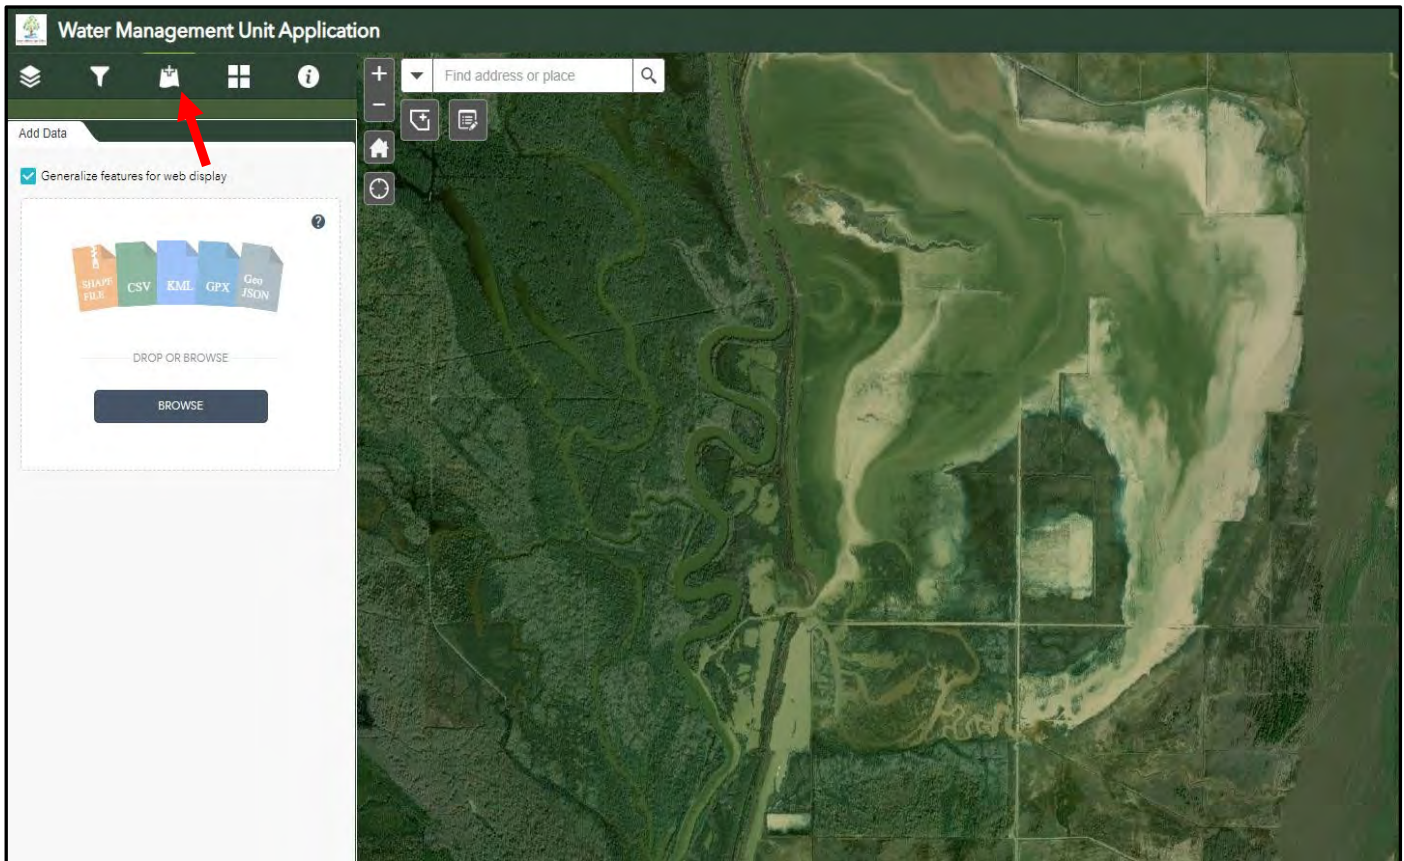 Water Management Unit Application
Find address or place
Add Data
Generalize features for web display
SHAPE
FILE
CSV
KML
GPX
Geo
JSON
DROP OR BROWSE
BROWSE